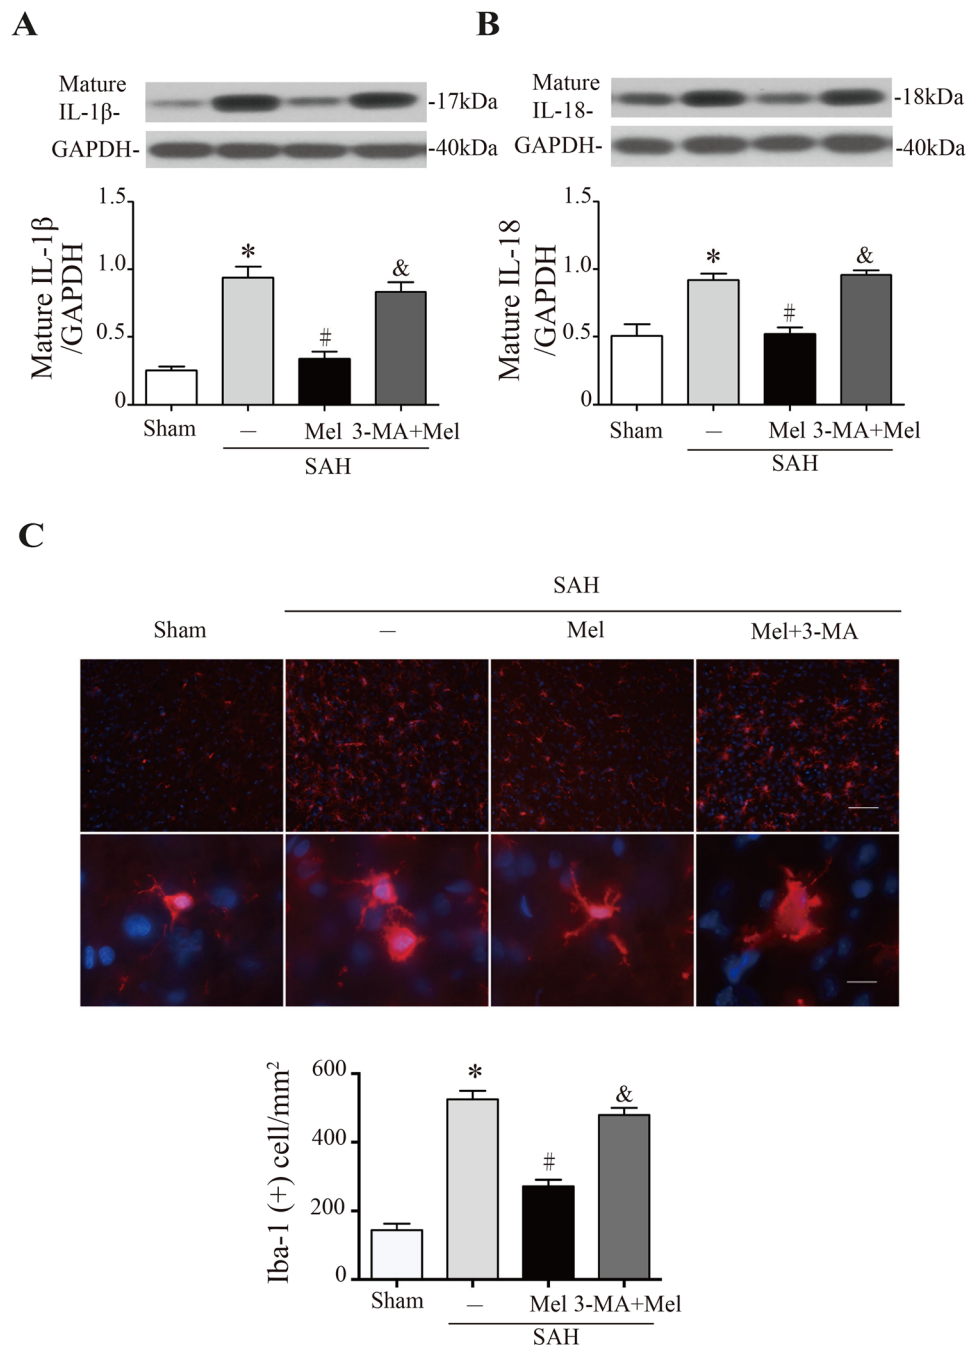 A
Mature
IL-1β-
-17kDa
GAPDH-
-40kDa
Mature IL-1β
/GAPDH
1.5
1.0
0.5
0
*
#
&
Sham
—
Mel
3-MA+Mel
SAH
B
Mature
IL-18-
-18kDa
GAPDH-
-40kDa
Mature IL-18
/GAPDH
1.5
1.0
0.5
0
*
#
&
Sham
—
Mel
3-MA+Mel
SAH
C
SAH
Sham
—
Mel
Mel+3-MA
Iba-1 (+) cell/mm²
600
400
200
0
*
#
&
Sham
—
Mel
3-MA+Mel
SAH